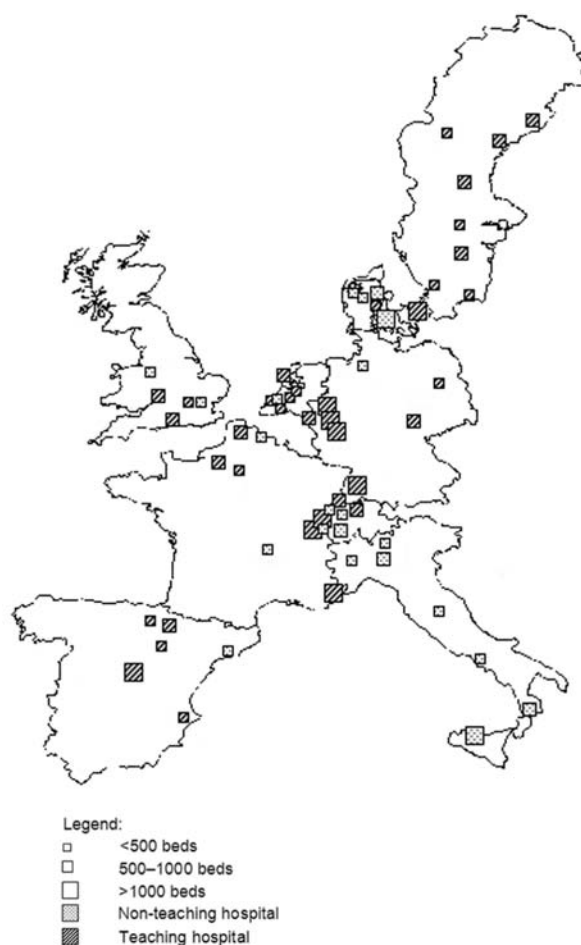 Legend:
<500 beds
500–1000 beds
>1000 beds
Non-teaching hospital
Teaching hospital